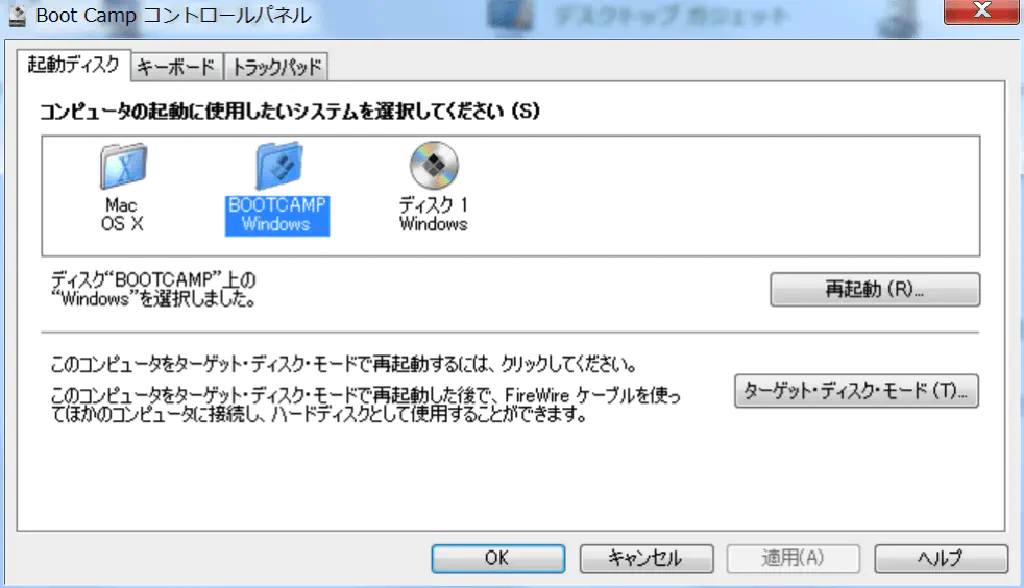 Boot Camp コントロールパネル
デスクトップ ガジェット
起動ディスク
キーボード
トラックパッド
コンピュータの起動に使用したいシステムを選択してください (S)
Mac
OS X
BOOTCAMP
Windows
ディスク 1
Windows
ディスク“BOOTCAMP”上の
“Windows”を選択しました。
再起動 (R)...
このコンピュータをターゲット・ディスク・モードで再起動するには、クリックしてください。
このコンピュータをターゲット・ディスク・モードで再起動した後で、FireWire ケーブルを使っ
てほかのコンピュータに接続し、ハードディスクとして使用することができます。
ターゲット・ディスク・モード (T)...
OK
キャンセル
適用(A)
ヘルプ